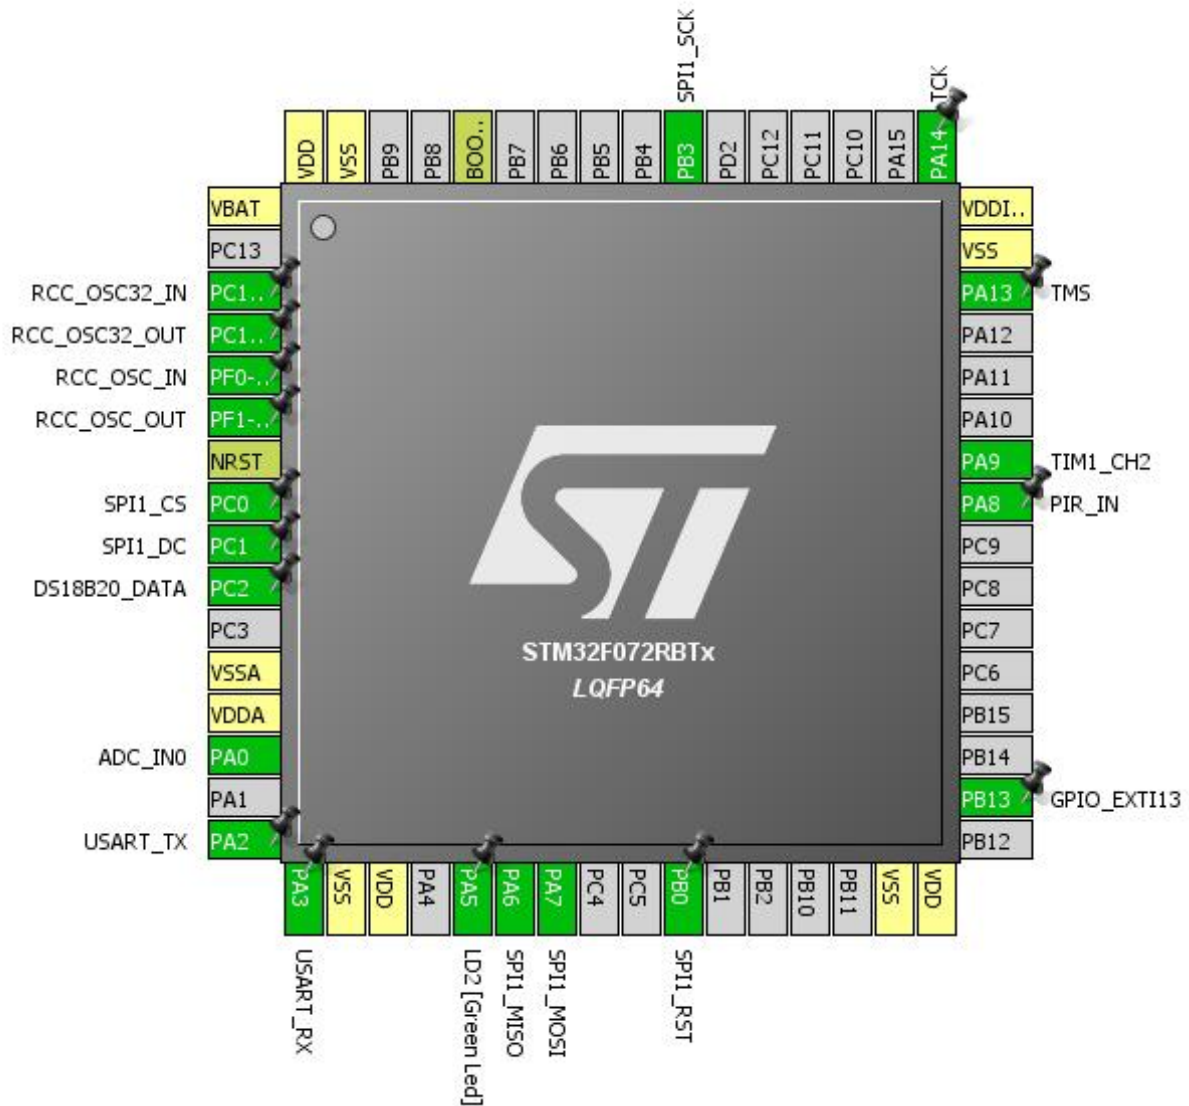 SPI1_SCK
TCK
VDD
VSS
PB9
PB8
BOO..
PB7
PB6
PB5
PB4
PB3
PD2
PC12
PC11
PC10
PA15
PA14
VBAT
PC13
RCC_OSC32_IN PC1..
RCC_OSC32_OUT PC1..
RCC_OSC_IN PF0-..
RCC_OSC_OUT PF1-..
NRST
SPI1_CS PC0
SPI1_DC PC1
DS18B20_DATA PC2
PC3
VSSA
VDDA
ADC_IN0 PA0
PA1
USART_TX PA2
ST
STM32F072RBTx
LQFP64
VDDI..
VSS
PA13 TMS
PA12
PA11
PA10
PA9 TIM1_CH2
PA8 PIR_IN
PC9
PC8
PC7
PC6
PB15
PB14
PB13 GPIO_EXTI13
PB12
PA3
VSS
VDD
PA4
PA5
PA6
PA7
PC4
PC5
PB0
PB1
PB2
PB10
PB11
VSS
VDD
USART_RX
LD2 [Green Led]
SPI1_MISO
SPI1_MOSI
SPI1_RST